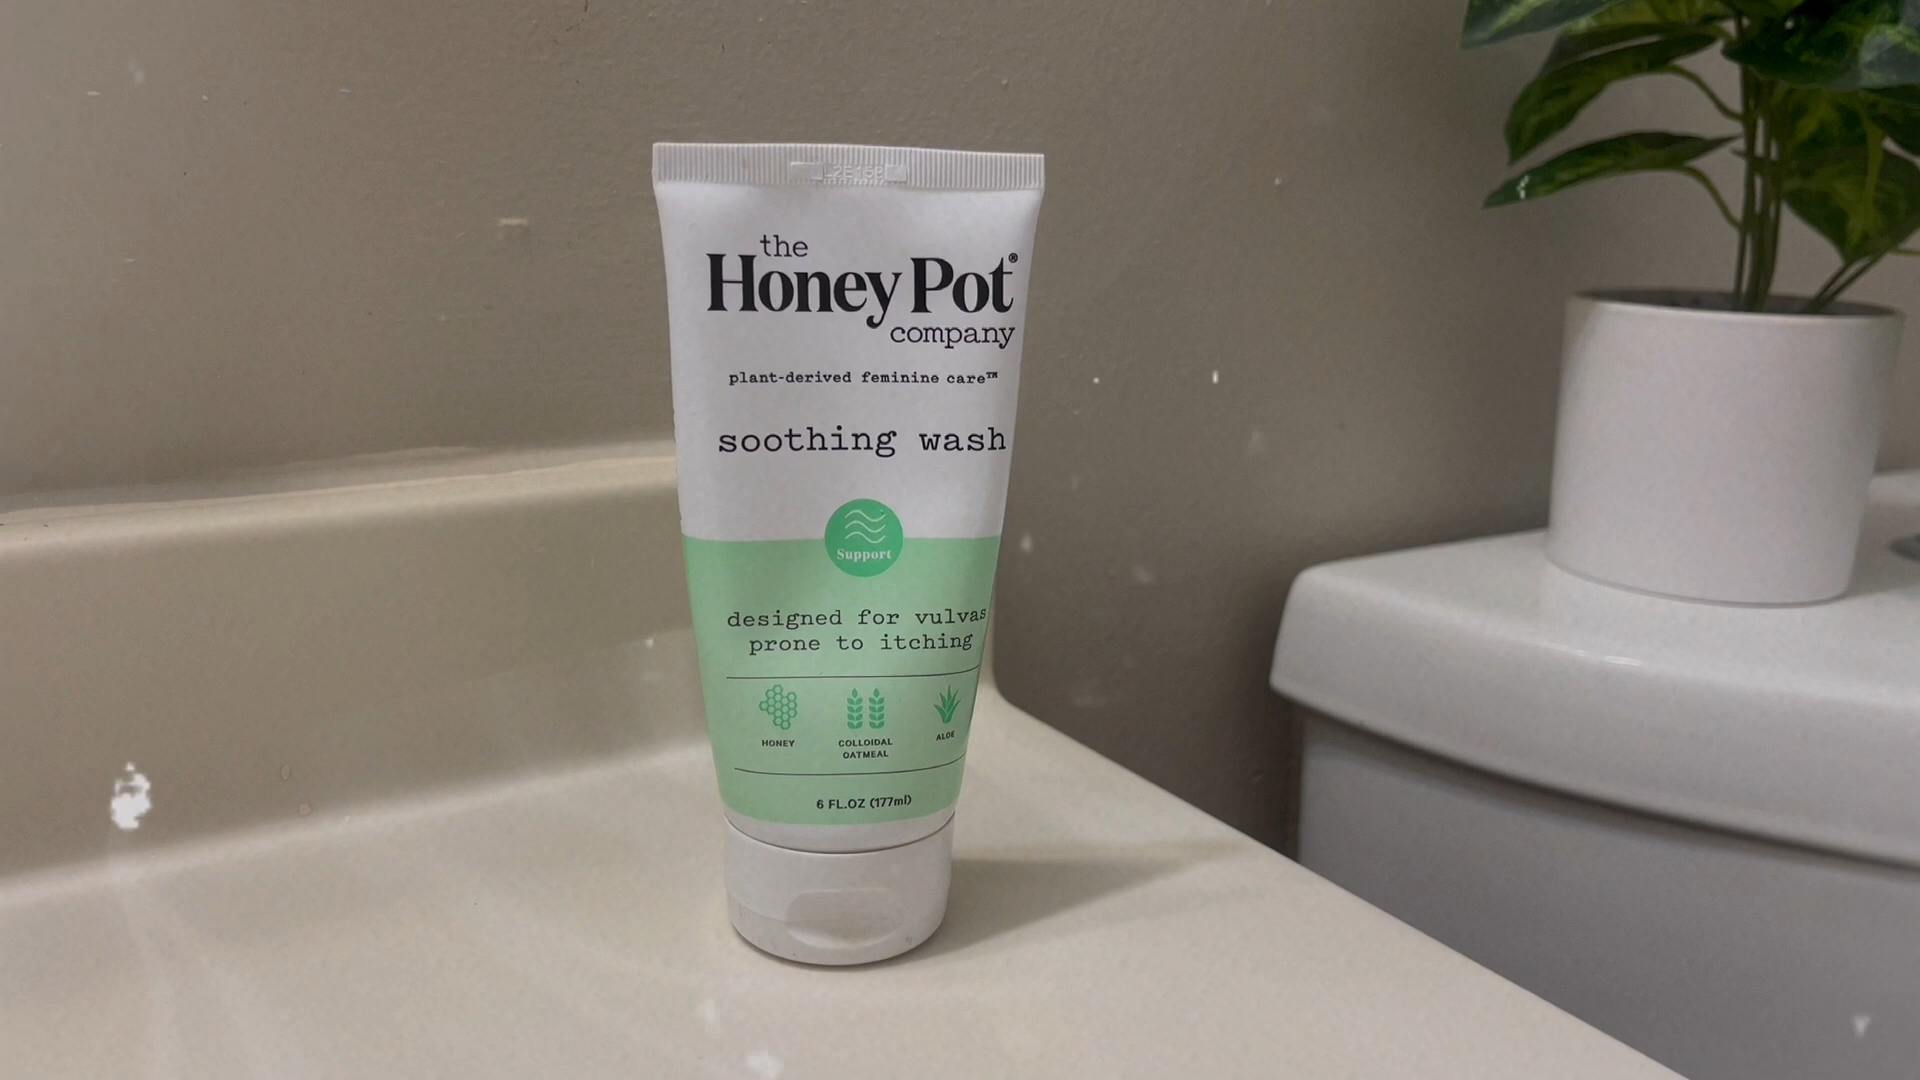 the
Honey Pot®
company
plant-derived feminine care™
soothing wash
Support
designed for vulvas
prone to itching
HONEY
COLLOIDAL
OATMEAL
ALOE
6 FL.OZ (177ml)